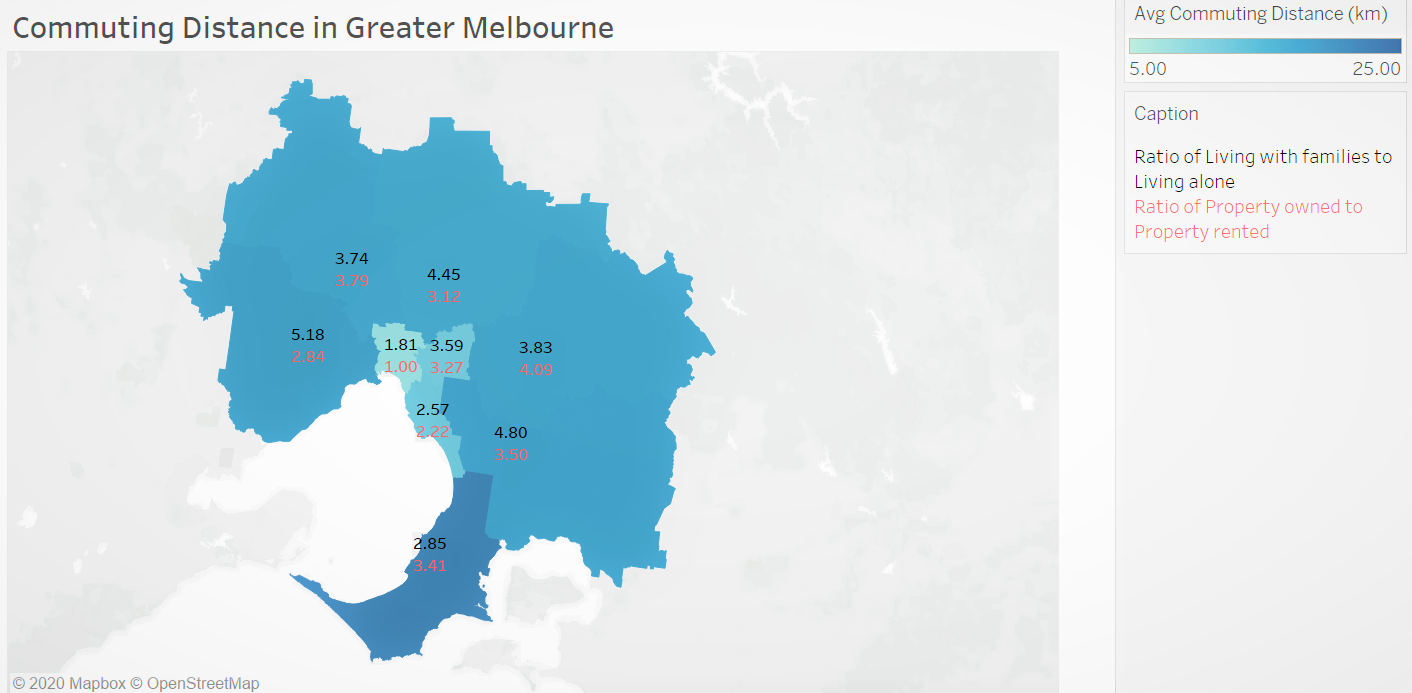 Commuting Distance in Greater Melbourne
Avg Commuting Distance (km)
5.00 25.00
Caption
Ratio of Living with families to
Living alone
Ratio of Property owned to
Property rented
3.74
3.79
4.45
3.12
5.18
2.84
1.81
1.00
3.59
3.27
3.83
4.09
2.57
2.22
4.80
3.50
2.85
3.41
© 2020 Mapbox © OpenStreetMap